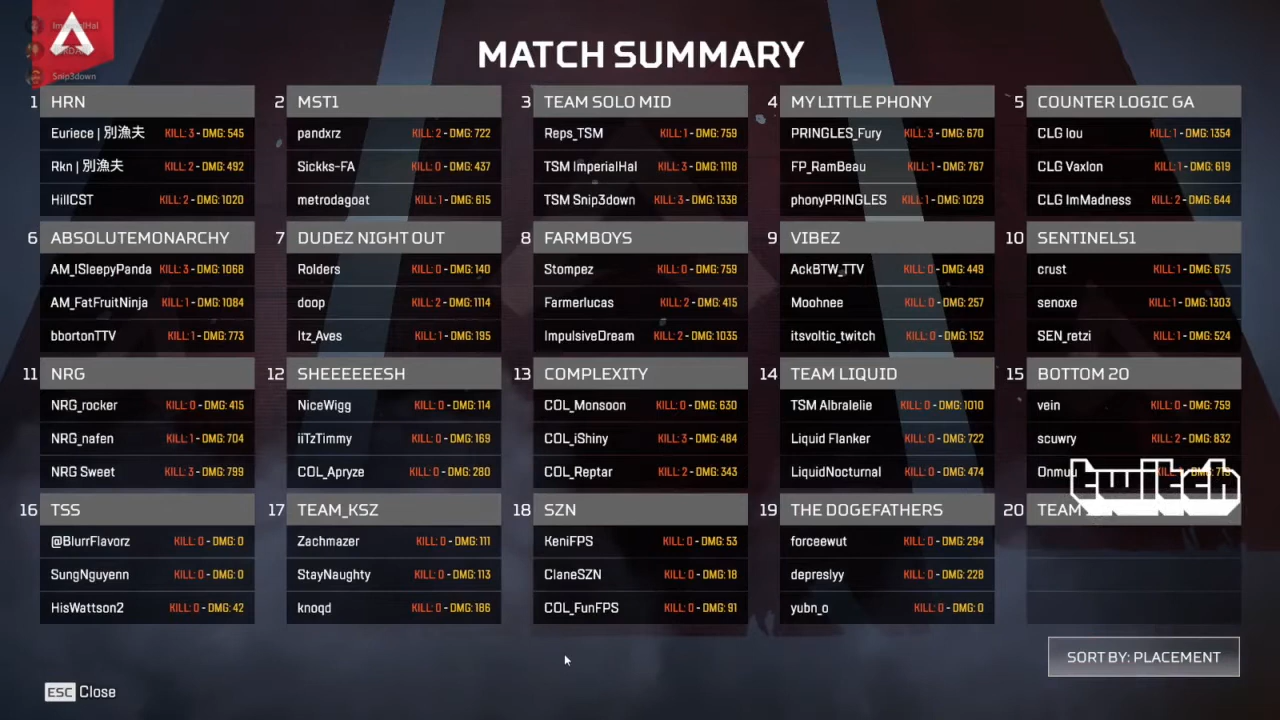 ImperialHal
Snip3down
MATCH SUMMARY
1 HRN
Euriece | 別漁夫 KILL: 3 - DMG: 545
Rkn | 別漁夫 KILL: 2 - DMG: 492
HillCST KILL: 2 - DMG: 1020
2 MST1
pandxrz KILL: 2 - DMG: 722
Sickks-FA KILL: 0 - DMG: 437
metrodagoat KILL: 1 - DMG: 615
3 TEAM SOLO MID
Reps_TSM KILL: 1 - DMG: 759
TSM ImperialHal KILL: 3 - DMG: 1118
TSM Snip3down KILL: 3 - DMG: 1338
4 MY LITTLE PHONY
PRINGLES_Fury KILL: 3 - DMG: 670
FP_RamBeau KILL: 1 - DMG: 767
phonyPRINGLES KILL: 1 - DMG: 1029
5 COUNTER LOGIC GA
CLG lou KILL: 1 - DMG: 1354
CLG Vaxlon KILL: 1 - DMG: 619
CLG ImMadness KILL: 2 - DMG: 644
6 ABSOLUTEMONARCHY
AM_ISleepyPanda KILL: 3 - DMG: 1068
AM_FatFruitNinja KILL: 1 - DMG: 1084
bbortonTTV KILL: 1 - DMG: 773
7 DUDEZ NIGHT OUT
Rolders KILL: 0 - DMG: 140
doop KILL: 2 - DMG: 1114
Itz_Aves KILL: 1 - DMG: 195
8 FARMBOYS
Stompez KILL: 0 - DMG: 759
Farmerlucas KILL: 2 - DMG: 415
ImpulsiveDream KILL: 2 - DMG: 1035
9 VIBEZ
AckBTW_TTV KILL: 0 - DMG: 449
Moohnee KILL: 0 - DMG: 257
itsvoltic_twitch KILL: 0 - DMG: 152
10 SENTINELS1
crust KILL: 1 - DMG: 675
senoxe KILL: 1 - DMG: 1303
SEN_retzi KILL: 1 - DMG: 524
11 NRG
NRG_rocker KILL: 0 - DMG: 415
NRG_nafen KILL: 1 - DMG: 704
NRG Sweet KILL: 3 - DMG: 799
12 SHEEEEEESH
NiceWigg KILL: 0 - DMG: 114
iiTzTimmy KILL: 0 - DMG: 169
COL_Apryze KILL: 0 - DMG: 280
13 COMPLEXITY
COL_Monsoon KILL: 0 - DMG: 630
COL_iShiny KILL: 3 - DMG: 484
COL_Reptar KILL: 2 - DMG: 343
14 TEAM LIQUID
TSM Albralelie KILL: 0 - DMG: 1010
Liquid Flanker KILL: 0 - DMG: 722
LiquidNocturnal KILL: 0 - DMG: 474
15 BOTTOM 20
vein KILL: 0 - DMG: 759
scuwry KILL: 2 - DMG: 832
Onmuu
twitch
16 TSS
@BlurrFlavorz KILL: 0 - DMG: 0
SungNguyenn KILL: 0 - DMG: 0
HisWattson2 KILL: 0 - DMG: 42
17 TEAM_KSZ
Zachmazer KILL: 0 - DMG: 111
StayNaughty KILL: 0 - DMG: 113
knoqd KILL: 0 - DMG: 186
18 SZN
KeniFPS KILL: 0 - DMG: 53
ClaneSZN KILL: 0 - DMG: 18
COL_FunFPS KILL: 0 - DMG: 91
19 THE DOGEFATHERS
forceewut KILL: 0 - DMG: 294
depreslyy KILL: 0 - DMG: 228
yubn_o KILL: 0 - DMG: 0
20 TEAM
SORT BY: PLACEMENT
ESC Close